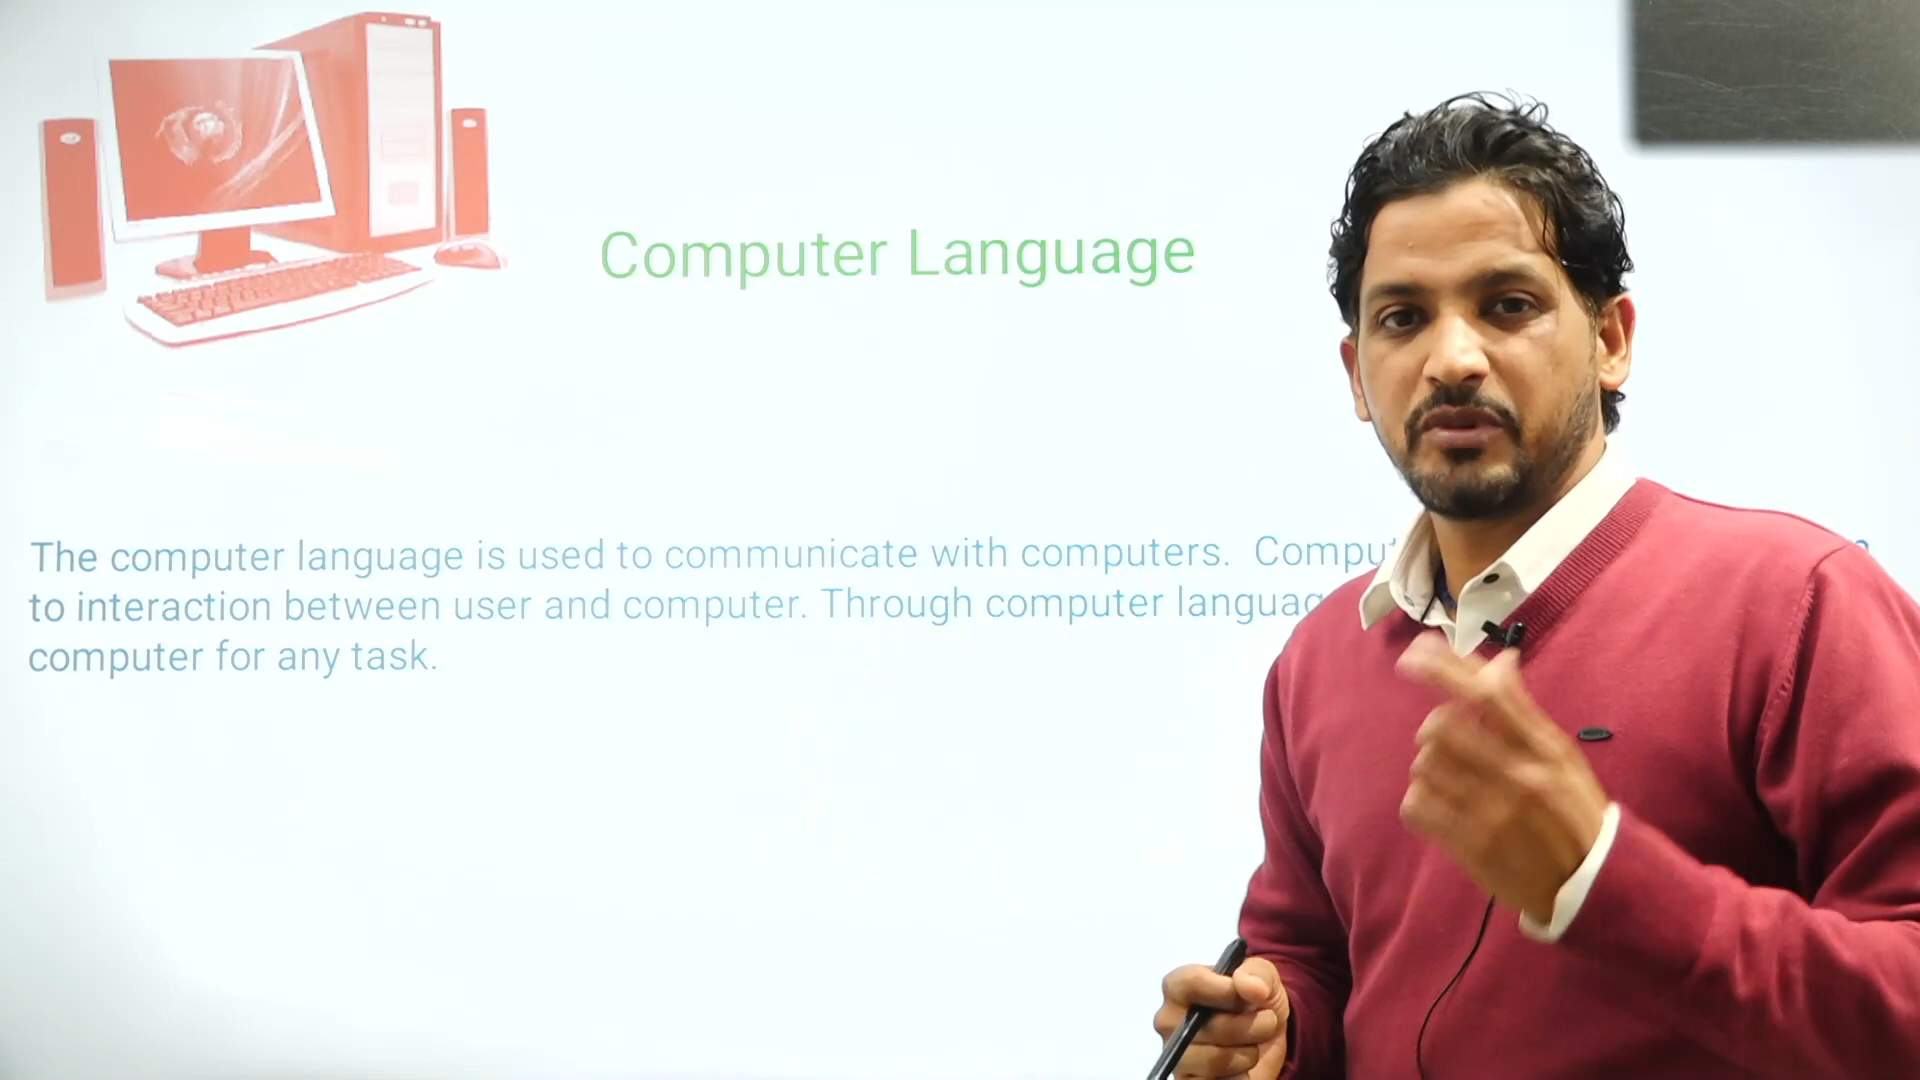 Computer Language
The computer language is used to communicate with computers. Comput
to interaction between user and computer. Through computer languag
computer for any task.